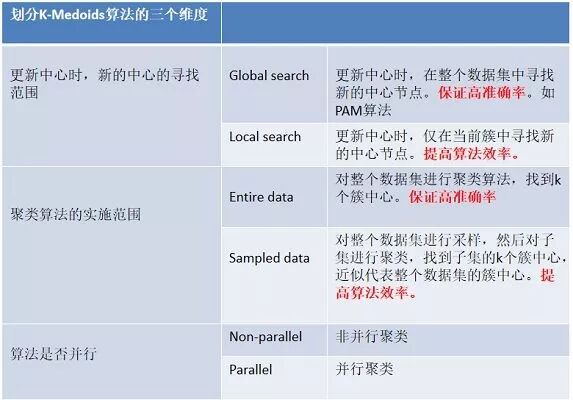 划分K-Medoids算法的三个维度
更新中心时，新的中心的寻找
范围
Global search
更新中心时，在整个数据集中寻找
新的中心节点。保证高准确率。如
PAM算法
Local search
更新中心时，仅在当前簇中寻找新
的中心节点。提高算法效率。
聚类算法的实施范围
Entire data
对整个数据集进行聚类算法，找到k
个簇中心。保证高准确率
Sampled data
对整个数据集进行采样，然后对子
集进行聚类，找到子集的k个簇中心，
近似代表整个数据集的簇中心。提
高算法效率。
算法是否并行
Non-parallel
非并行聚类
Parallel
并行聚类